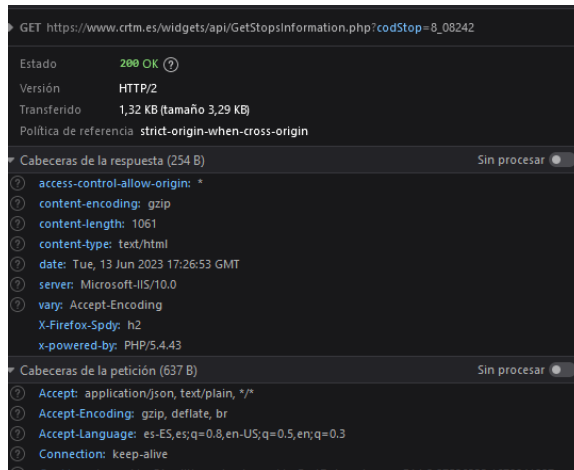 GET https://www.crtm.es/widgets/api/GetStopsInformation.php?codStop=8_08242
Estado 200 OK ?
Versión HTTP/2
Transferido 1,32 KB (tamaño 3,29 KB)
Política de referencia strict-origin-when-cross-origin
Cabeceras de la respuesta (254 B) Sin procesar
? access-control-allow-origin: *
? content-encoding: gzip
? content-length: 1061
? content-type: text/html
? date: Tue, 13 Jun 2023 17:26:53 GMT
? server: Microsoft-IIS/10.0
? vary: Accept-Encoding
X-Firefox-Spdy: h2
x-powered-by: PHP/5.4.43
Cabeceras de la petición (637 B) Sin procesar
? Accept: application/json, text/plain, */*
? Accept-Encoding: gzip, deflate, br
? Accept-Language: es-ES,es;q=0.8,en-US;q=0.5,en;q=0.3
? Connection: keep-alive